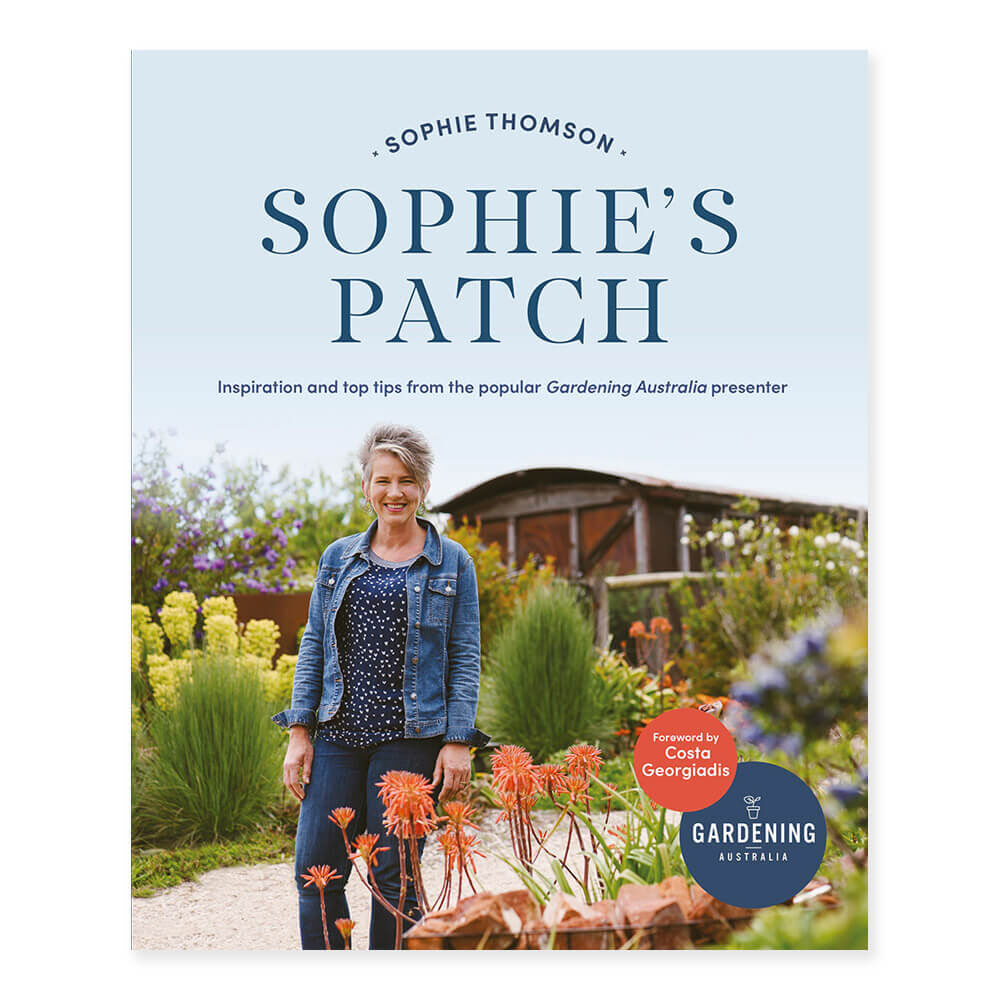 SOPHIE THOMSON
SOPHIE'S
PATCH
Inspiration and top tips from the popular Gardening Australia presenter
Foreword by
Costa
Georgiadis
GARDENING
AUSTRALIA